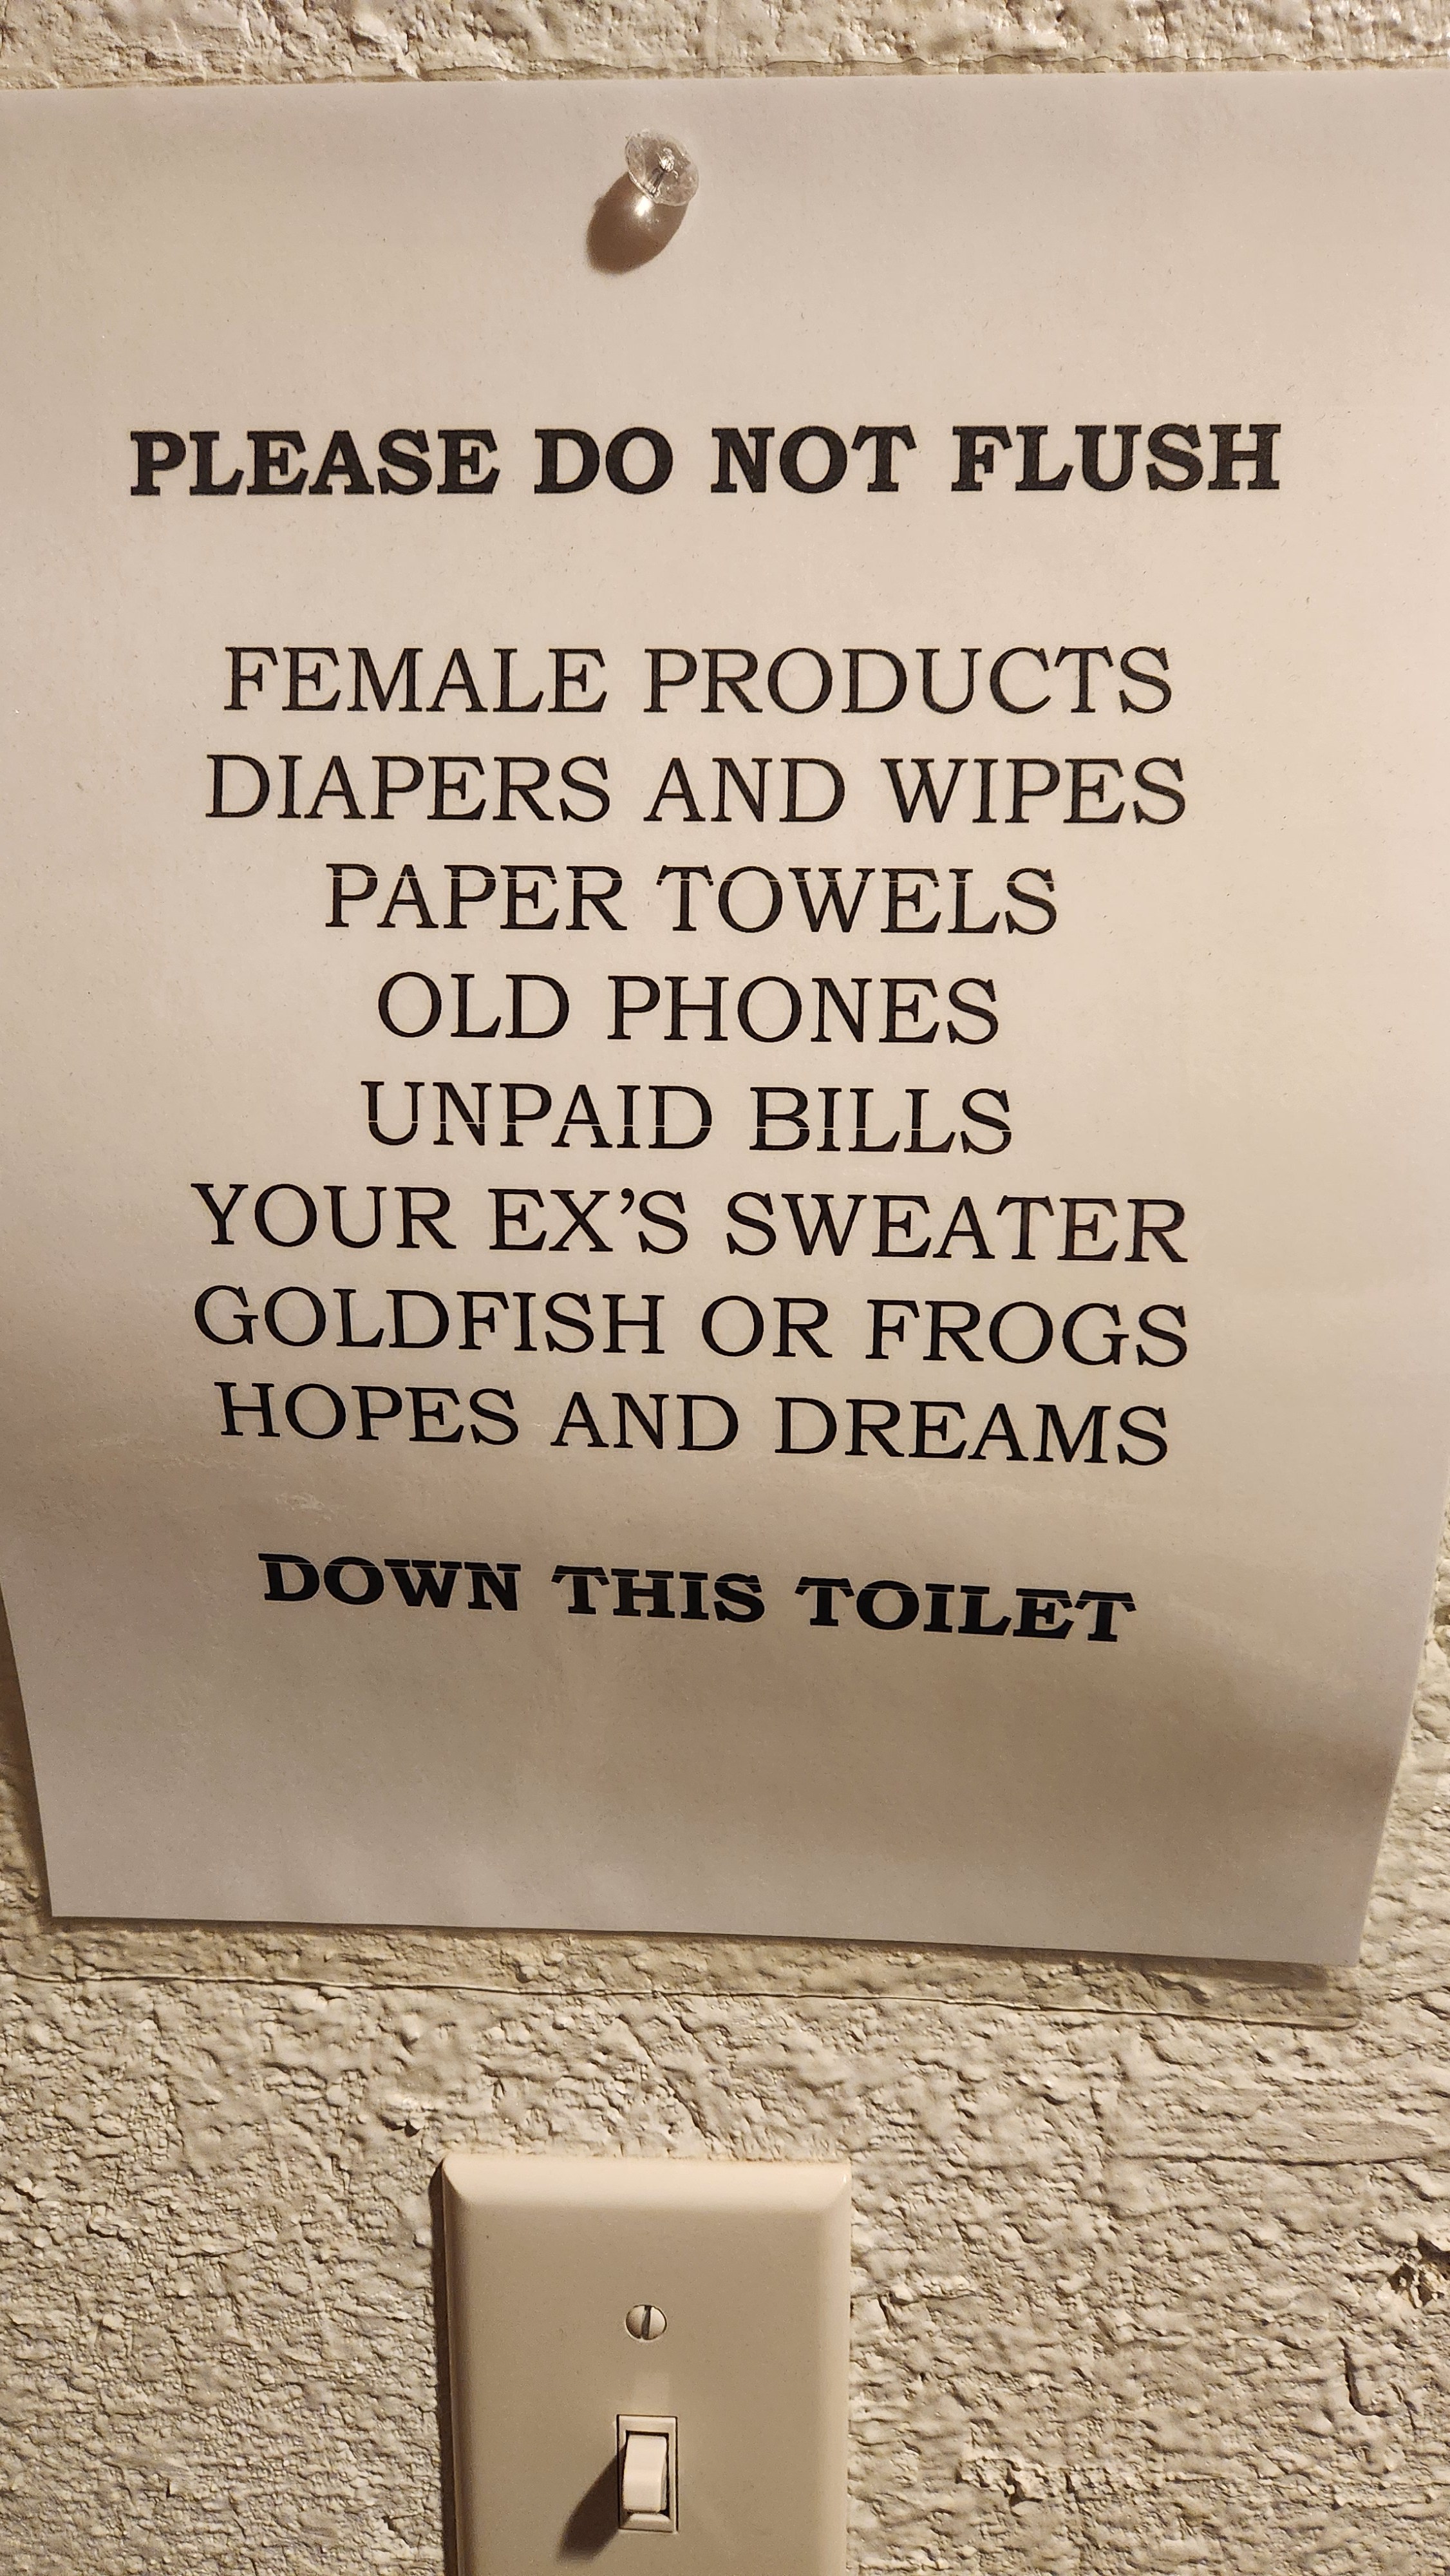 PLEASE DO NOT FLUSH
FEMALE PRODUCTS
DIAPERS AND WIPES
PAPER TOWELS
OLD PHONES
UNPAID BILLS
YOUR EX’S SWEATER
GOLDFISH OR FROGS
HOPES AND DREAMS
DOWN THIS TOILET